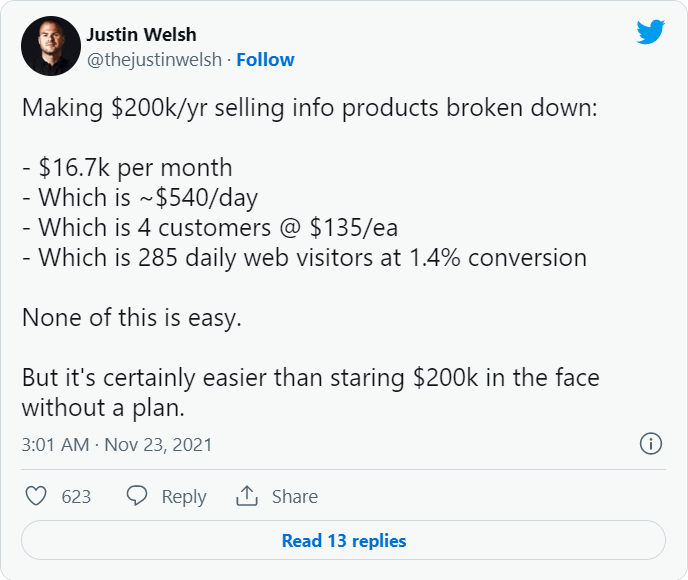 Justin Welsh
@thejustinwelsh · Follow
Making $200k/yr selling info products broken down:
- $16.7k per month
- Which is ~$540/day
- Which is 4 customers @ $135/ea
- Which is 285 daily web visitors at 1.4% conversion
None of this is easy.
But it's certainly easier than staring $200k in the face
without a plan.
3:01 AM · Nov 23, 2021
623 Reply Share
Read 13 replies